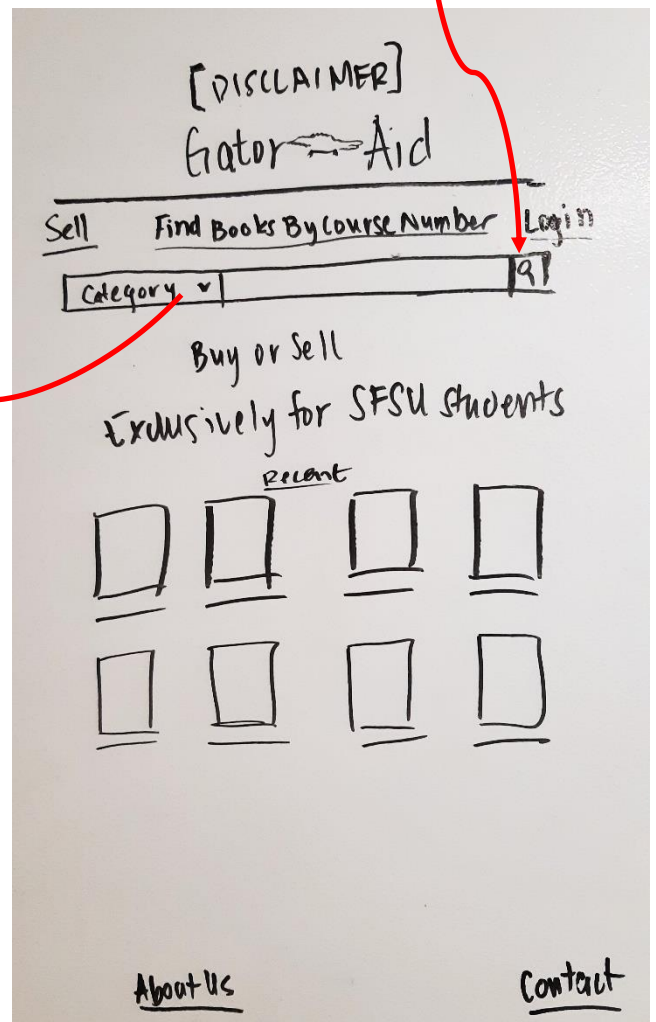 [DISCLAIMER]
Gator Aid
Sell Find Books By Course Number Login
Category
Buy or Sell
Exclusively for SFSU students
Recent
About Us Contact